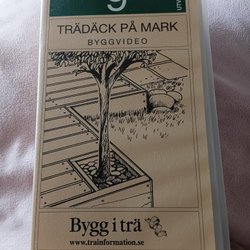 9
TRÄDÄCK PÅ MARK
BYGGVIDEO
Bygg i trä
www.trainformation.se